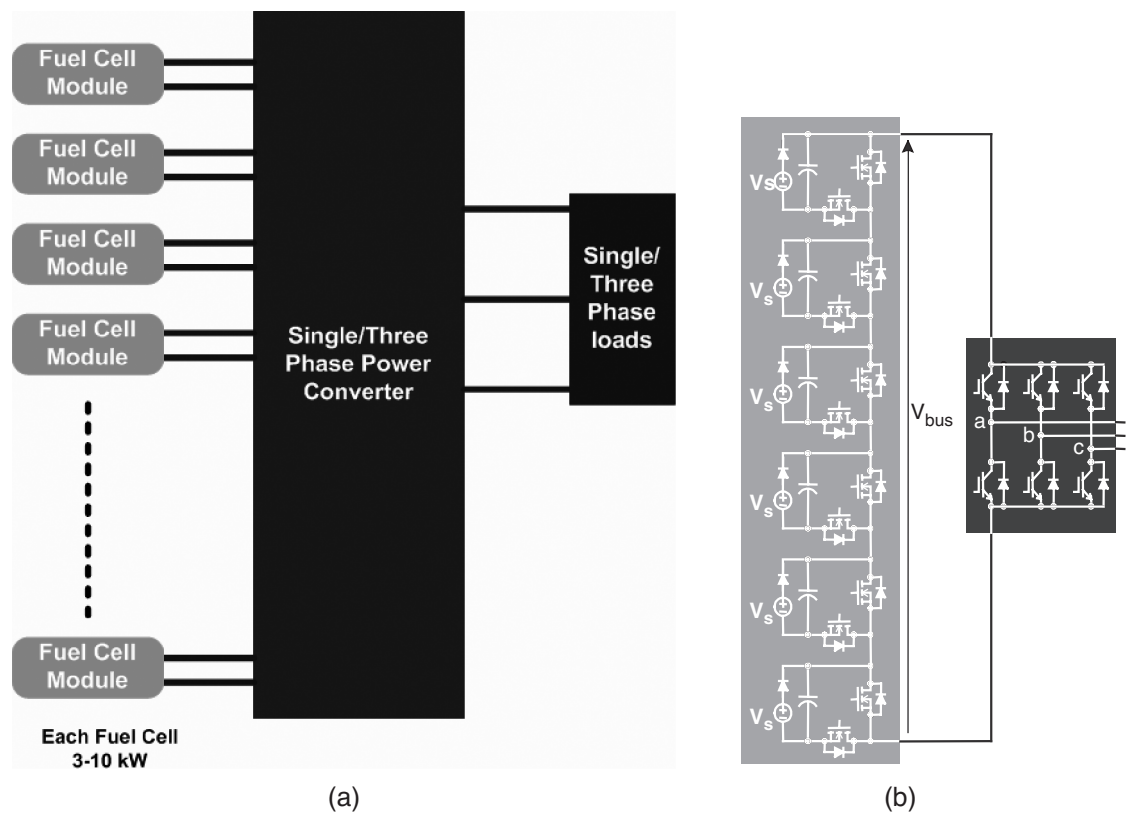 Fuel Cell
Module
Fuel Cell
Module
Fuel Cell
Module
Fuel Cell
Module
Fuel Cell
Module
Each Fuel Cell
3-10 kW
Single/Three
Phase Power
Converter
Single/
Three
Phase
loads
(a)
Vs
Vs
Vs
Vs
Vs
Vs
Vbus
a
b
c
(b)